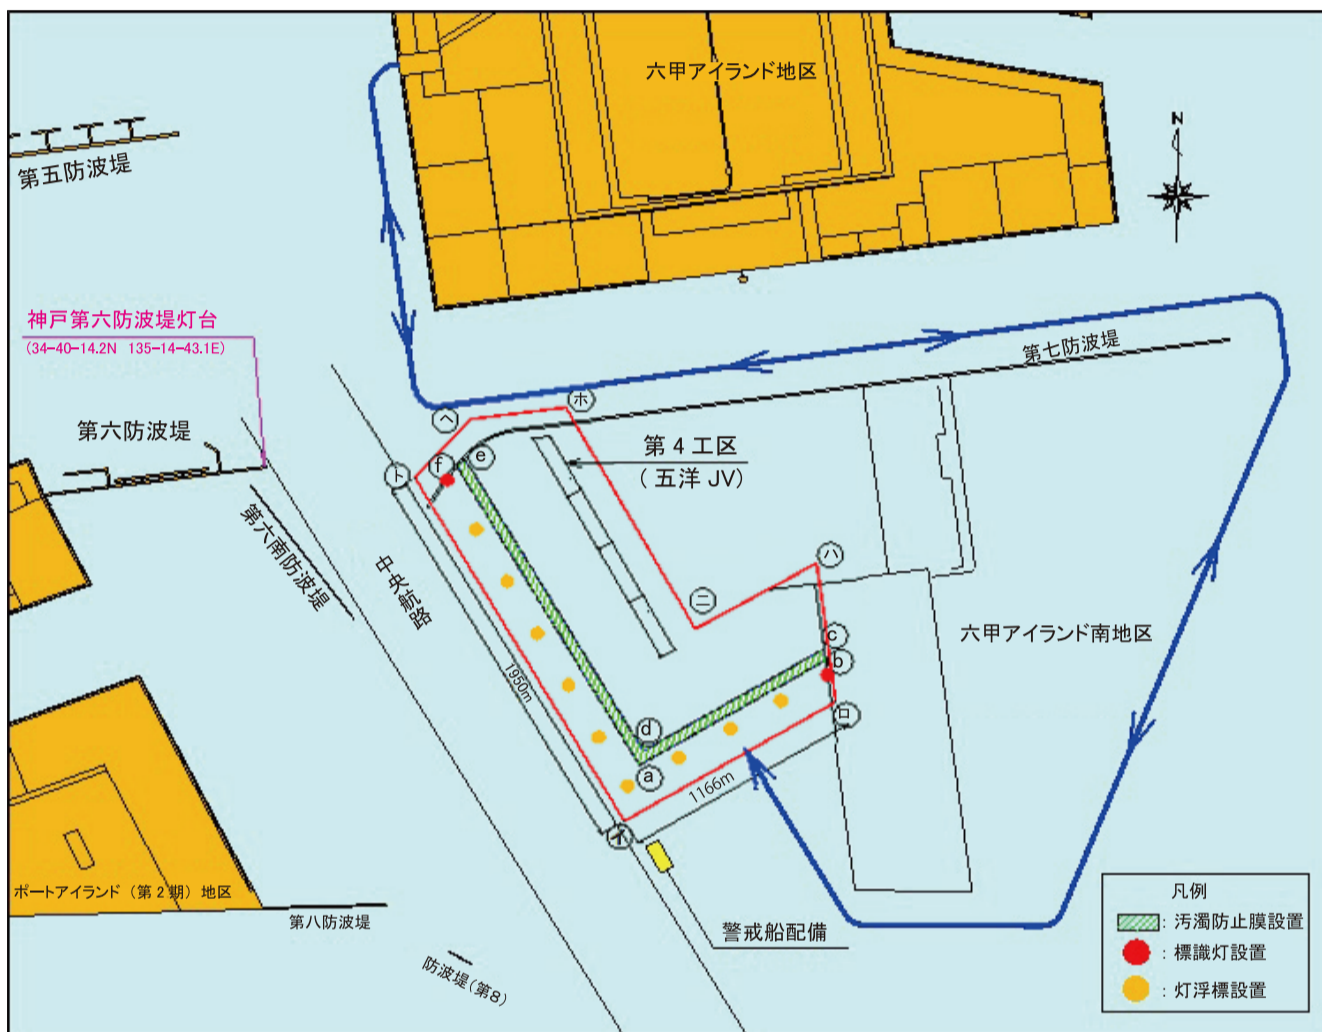 六甲アイランド地区
N
第五防波堤
神戸第六防波堤灯台
(34-40-14.2N 135-14-43.1E)
第七防波堤
ホ
ヘ
第六防波堤
第4工区
(五洋JV)
ト
f
e
第六南防波堤
中央航路
ハ
ニ
六甲アイランド南地区
c
b
1950m
d
ロ
a
1166m
イ
ポートアイランド(第2期)地区
第八防波堤
警戒船配備
防波堤(第8)
凡例
:汚濁防止膜設置
:標識灯設置
:灯浮標設置